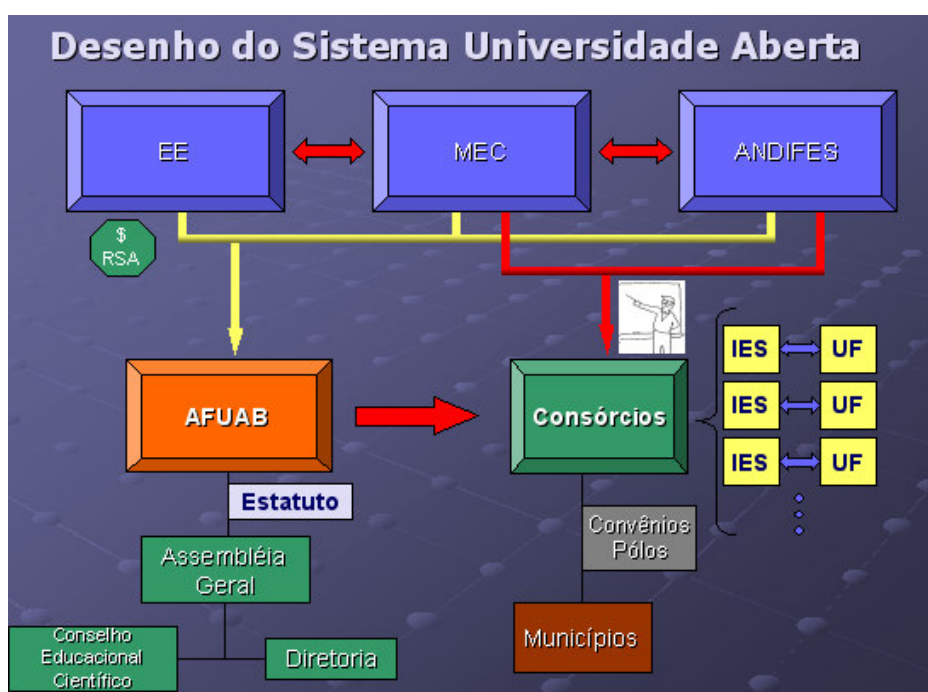 Desenho do Sistema Universidade Aberta
EE
MEC
ANDIFES
$
RSA
IES
UF
IES
UF
IES
UF
AFUAB
Consórcios
Estatuto
Assembléia
Geral
Convênios
Pólos
Conselho
Educacional
Científico
Diretoria
Municípios